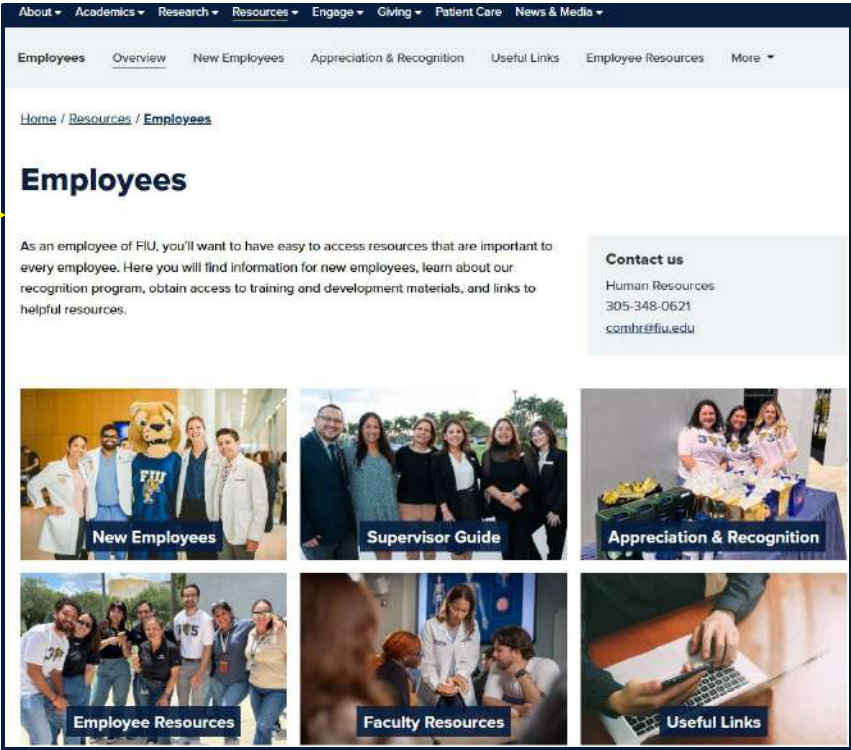 About Academics Research Resources Engage Giving Patient Care News & Media
Employees Overview New Employees Appreciation & Recognition Useful Links Employee Resources More
Home / Resources / Employees
Employees
As an employee of FIU, you'll want to have easy to access resources that are important to
every employee. Here you will find information for new employees, learn about our
recognition program, obtain access to training and development materials, and links to
helpful resources.
Contact us
Human Resources
305-348-0621
comhr@fiu.edu
FIU
New Employees
Supervisor Guide
305
Appreciation & Recognition
305
Employee Resources
Faculty Resources
Useful Links